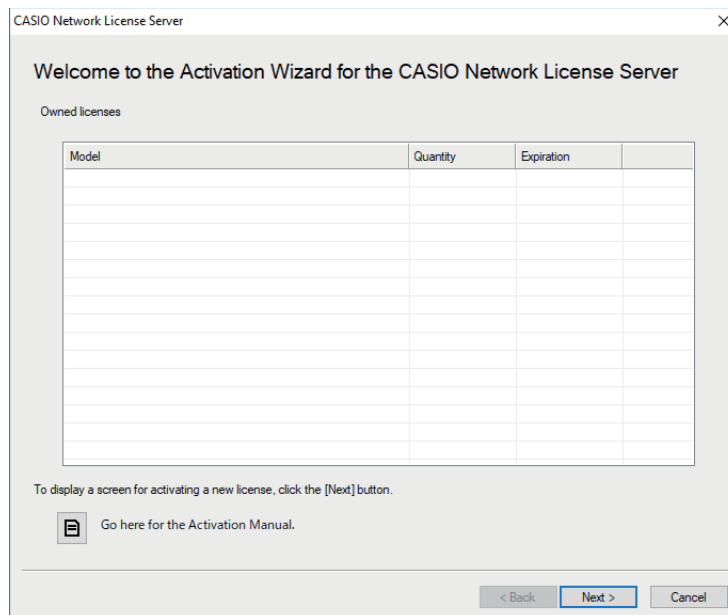 CASIO Network License Server
Welcome to the Activation Wizard for the CASIO Network License Server
Owned licenses
Model Quantity Expiration
To display a screen for activating a new license, click the [Next] button.
Go here for the Activation Manual.
< Back Next > Cancel